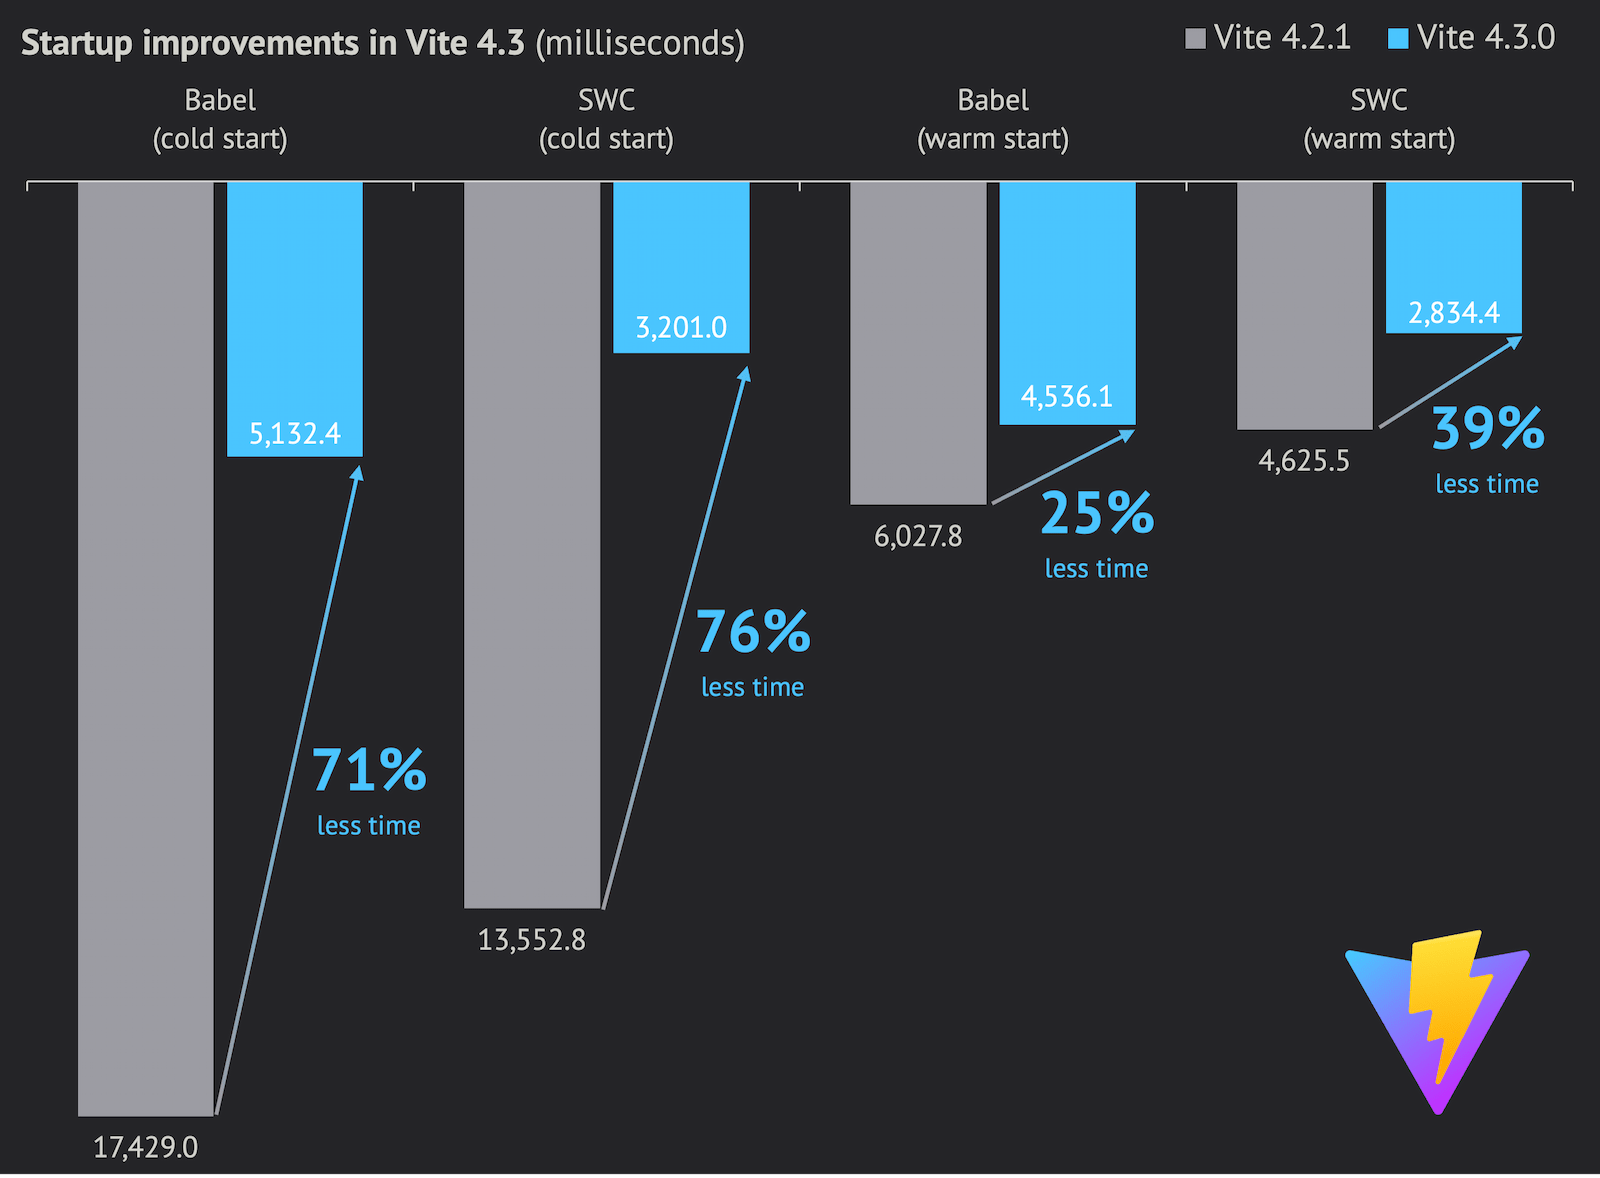 Startup improvements in Vite 4.3 (milliseconds)
Vite 4.2.1
Vite 4.3.0
Babel
(cold start)
SWC
(cold start)
Babel
(warm start)
SWC
(warm start)
17,429.0
5,132.4
71%
less time
13,552.8
3,201.0
76%
less time
6,027.8
4,536.1
25%
less time
4,625.5
2,834.4
39%
less time